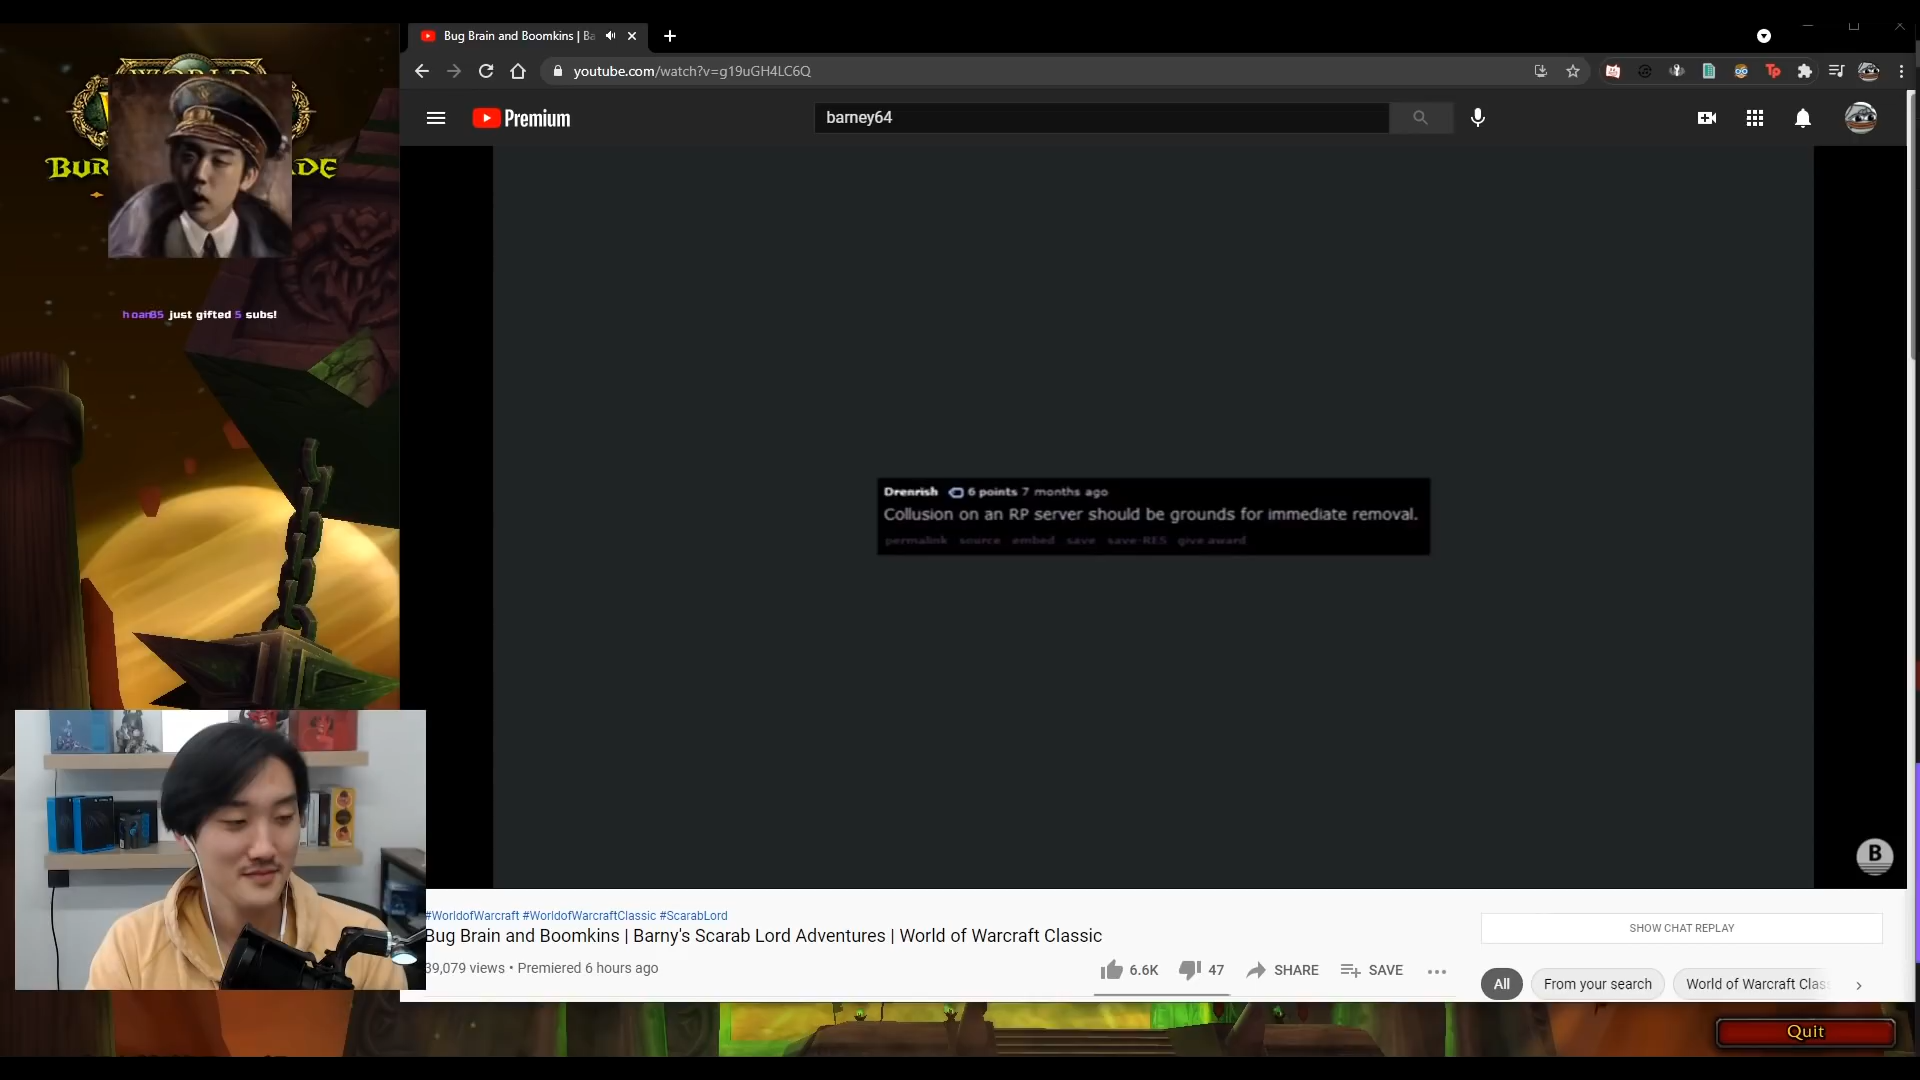 Bug Brain and Boomkins | Ba
youtube.com/watch?v=g19uGH4LC6Q
Premium
barney64
WORLD
BUR
DE
hoan85 just gifted 5 subs!
Drenrish 6 points 7 months ago
Collusion on an RP server should be grounds for immediate removal.
permalink source embed save save-RES give award
B
#WorldofWarcraft #WorldofWarcraftClassic #ScarabLord
Bug Brain and Boomkins | Barny's Scarab Lord Adventures | World of Warcraft Classic
39,079 views • Premiered 6 hours ago
6.6K
47
SHARE
SAVE
SHOW CHAT REPLAY
All
From your search
World of Warcraft Clas
Quit